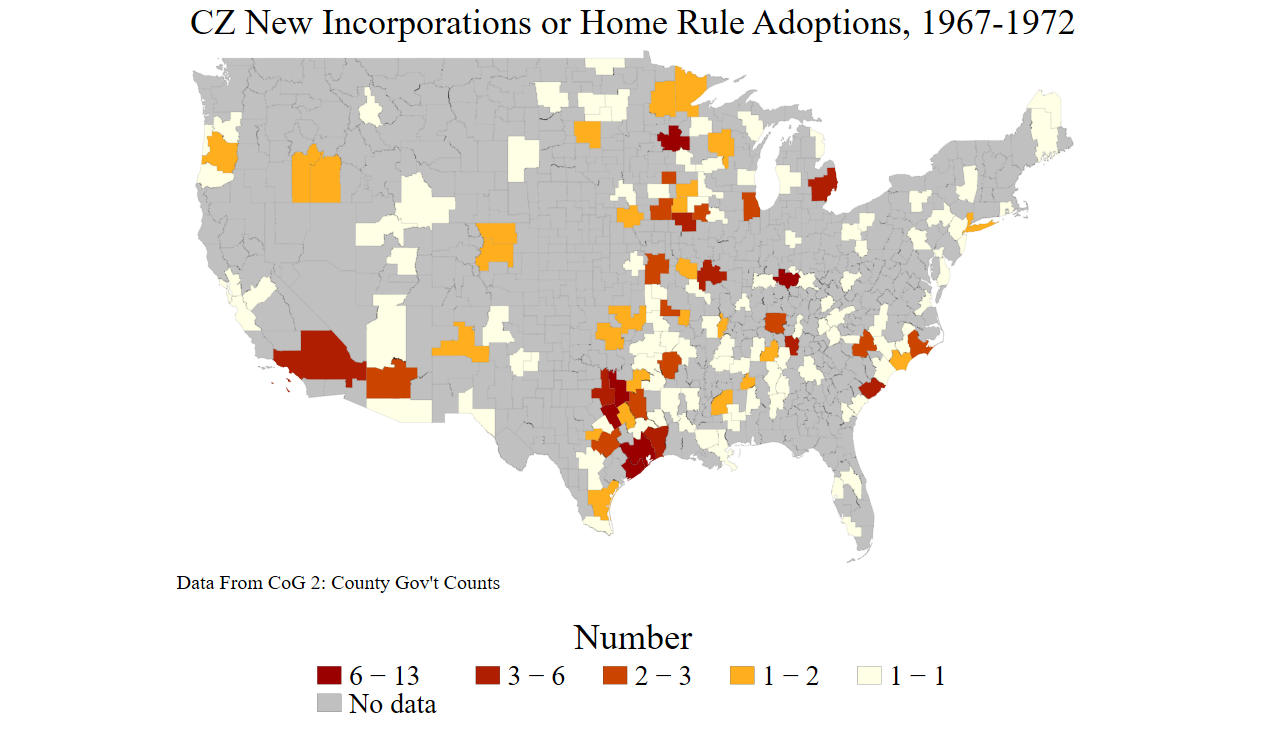 CZ New Incorporations or Home Rule Adoptions, 1967-1972
Data From CoG 2: County Gov't Counts
Number
6 – 13 3 – 6 2 – 3 1 – 2 1 – 1
No data